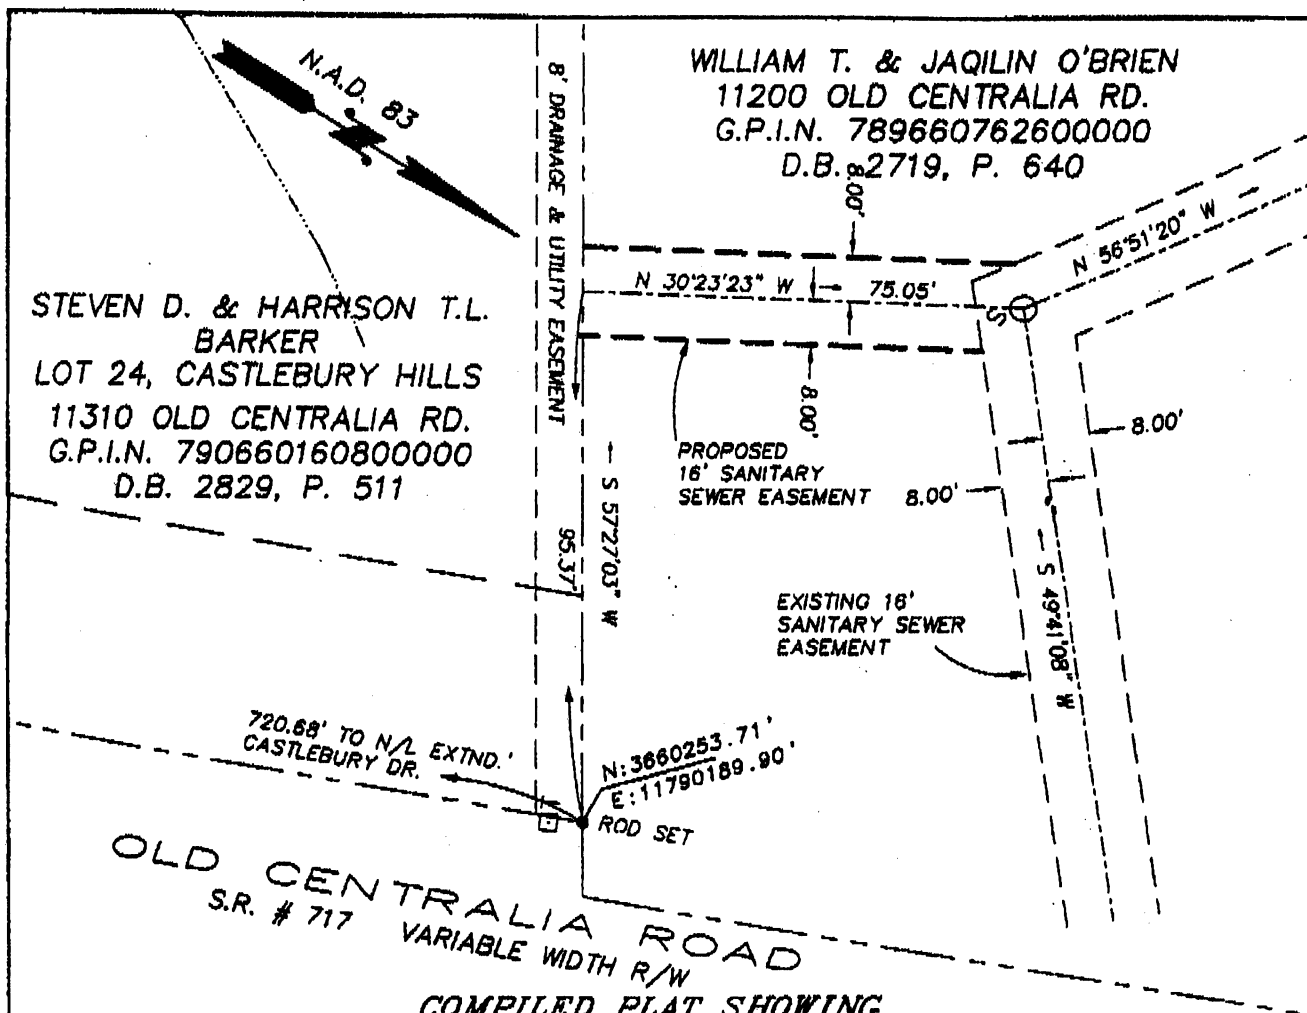 N.A.D. 83
WILLIAM T. & JAQILIN O'BRIEN
11200 OLD CENTRALIA RD.
G.P.I.N. 789660762600000
D.B. 2719, P. 640
8' DRAINAGE & UTILITY EASEMENT
8.00'
N 56°51'20" W
N 30°23'23" W
75.05'
S
STEVEN D. & HARRISON T.L.
BARKER
LOT 24, CASTLEBURY HILLS
11310 OLD CENTRALIA RD.
G.P.I.N. 790660160800000
D.B. 2829, P. 511
8.00'
PROPOSED
16' SANITARY
SEWER EASEMENT
8.00'
8.00'
S 57°27'03" W
95.37'
EXISTING 16'
SANITARY SEWER
EASEMENT
S 49°41'08" W
720.68' TO N/L EXTND.'
CASTLEBURY DR.
N:3660253.71'
E:11790189.90'
ROD SET
OLD CENTRALIA ROAD
S.R. # 717 VARIABLE WIDTH R/W
COMPILED PLAT SHOWING